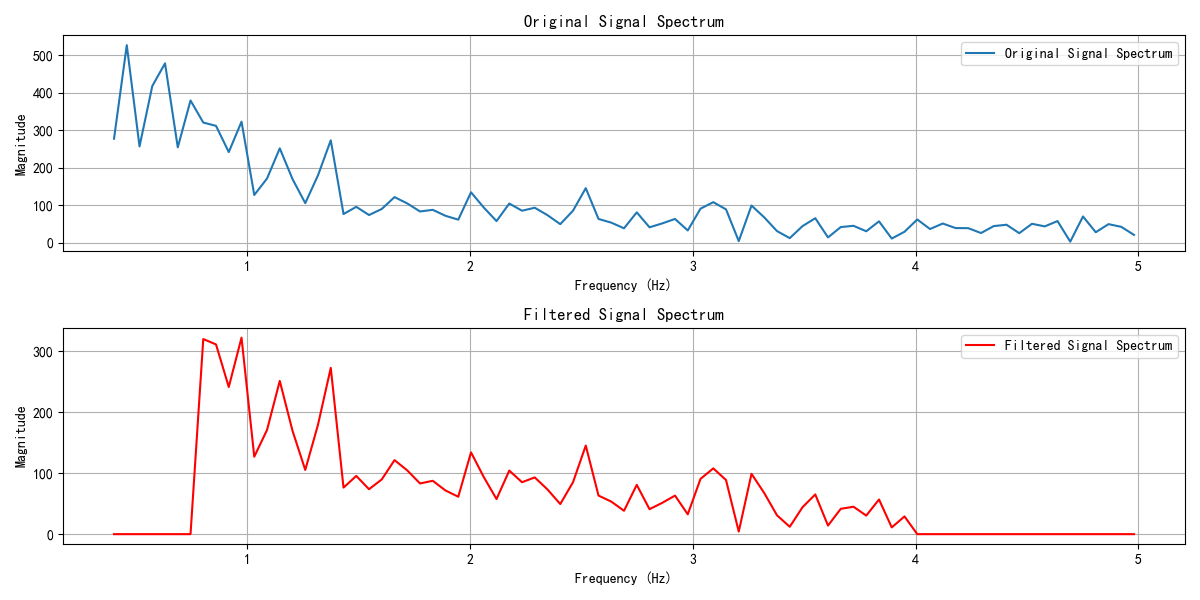 Original Signal Spectrum
Original Signal Spectrum
500
400
300
200
100
0
Magnitude
1 2 3 4 5
Frequency (Hz)
Filtered Signal Spectrum
Filtered Signal Spectrum
300
200
100
0
Magnitude
1 2 3 4 5
Frequency (Hz)